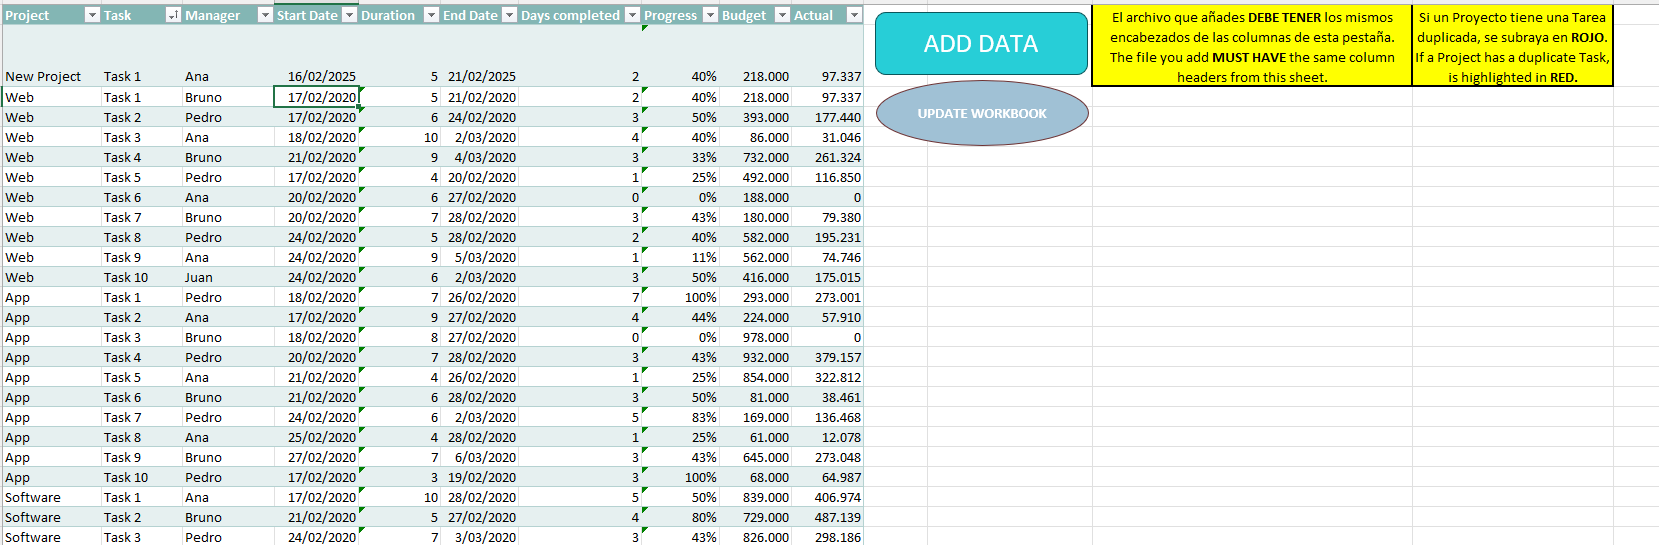 Project Task Manager Start Date Duration End Date Days completed Progress Budget Actual
New Project Task 1 Ana 16/02/2025 5 21/02/2025 2 40% 218.000 97.337
Web Task 1 Bruno 17/02/2020 5 21/02/2020 2 40% 218.000 97.337
Web Task 2 Pedro 17/02/2020 6 24/02/2020 3 50% 393.000 177.440
Web Task 3 Ana 18/02/2020 10 2/03/2020 4 40% 86.000 31.046
Web Task 4 Bruno 21/02/2020 9 4/03/2020 3 33% 732.000 261.324
Web Task 5 Pedro 17/02/2020 4 20/02/2020 1 25% 492.000 116.850
Web Task 6 Ana 20/02/2020 6 27/02/2020 0 0% 188.000 0
Web Task 7 Bruno 20/02/2020 7 28/02/2020 3 43% 180.000 79.380
Web Task 8 Pedro 24/02/2020 5 28/02/2020 2 40% 582.000 195.231
Web Task 9 Ana 24/02/2020 9 5/03/2020 1 11% 562.000 74.746
Web Task 10 Juan 24/02/2020 6 2/03/2020 3 50% 416.000 175.015
App Task 1 Pedro 18/02/2020 7 26/02/2020 7 100% 293.000 273.001
App Task 2 Ana 17/02/2020 9 27/02/2020 4 44% 224.000 57.910
App Task 3 Bruno 18/02/2020 8 27/02/2020 0 0% 978.000 0
App Task 4 Pedro 20/02/2020 7 28/02/2020 3 43% 932.000 379.157
App Task 5 Ana 21/02/2020 4 26/02/2020 1 25% 854.000 322.812
App Task 6 Bruno 21/02/2020 6 28/02/2020 3 50% 81.000 38.461
App Task 7 Pedro 24/02/2020 6 2/03/2020 5 83% 169.000 136.468
App Task 8 Ana 25/02/2020 4 28/02/2020 1 25% 61.000 12.078
App Task 9 Bruno 27/02/2020 7 6/03/2020 3 43% 645.000 273.048
App Task 10 Pedro 17/02/2020 3 19/02/2020 3 100% 68.000 64.987
Software Task 1 Ana 17/02/2020 10 28/02/2020 5 50% 839.000 406.974
Software Task 2 Bruno 21/02/2020 5 27/02/2020 4 80% 729.000 487.139
Software Task 3 Pedro 24/02/2020 7 3/03/2020 3 43% 826.000 298.186
ADD DATA
UPDATE WORKBOOK
El archivo que añades DEBE TENER los mismos
encabezados de las columnas de esta pestaña.
The file you add MUST HAVE the same column
headers from this sheet.
Si un Proyecto tiene una Tarea
duplicada, se subraya en ROJO.
If a Project has a duplicate Task,
is highlighted in RED.